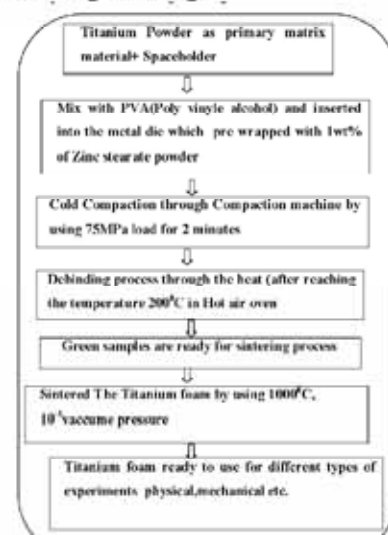 Titanium Powder as primary matrix
material+ Spaceholder
Mix with PVA(Poly vinyle alcohol) and inserted
into the metal die which pre wrapped with 1wt%
of Zinc stearate powder
Cold Compaction through Compaction machine by
using 75MPa load for 2 minutes
Debinding process through the heat (after reaching
the temperature 200⁰C in Hot air oven
Green samples are ready for sintering process
Sintered The Titanium foam by using 1000⁰C,
vaccume pressure
Titanium foam ready to use for different types of
experiments physical,mechanical etc.